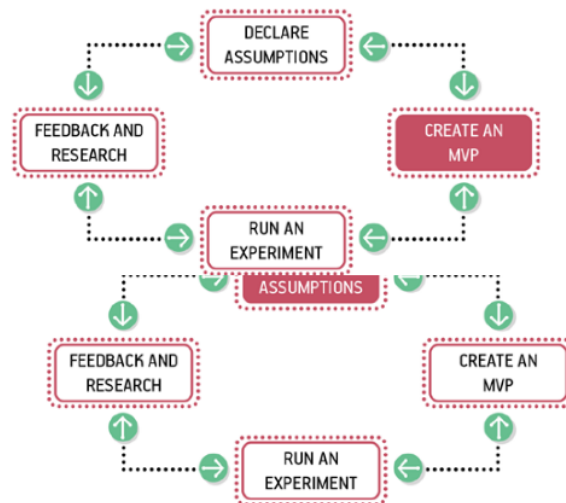 DECLARE
ASSUMPTIONS
FEEDBACK AND
RESEARCH
CREATE AN
MVP
RUN AN
EXPERIMENT
ASSUMPTIONS
FEEDBACK AND
RESEARCH
CREATE AN
MVP
RUN AN
EXPERIMENT